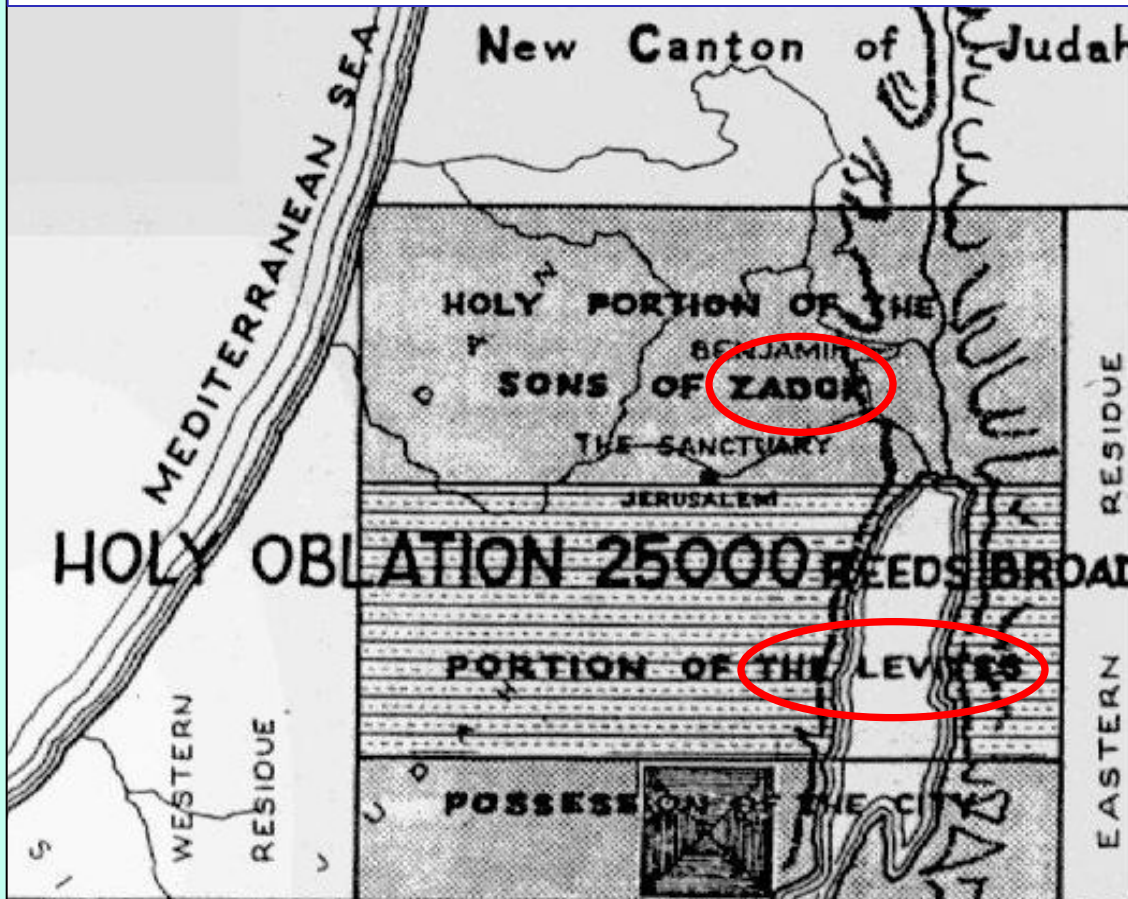 New Canton of Judah
MEDITERRANEAN SEA
HOLY PORTION OF THE
BENJAMIN
SONS OF ZADOK
THE SANCTUARY
JERUSALEM
HOLY OBLATION 25000 REEDS BROAD
PORTION OF THE LEVITES
POSSESSION OF THE CITY
WESTERN
RESIDUE
EASTERN RESIDUE